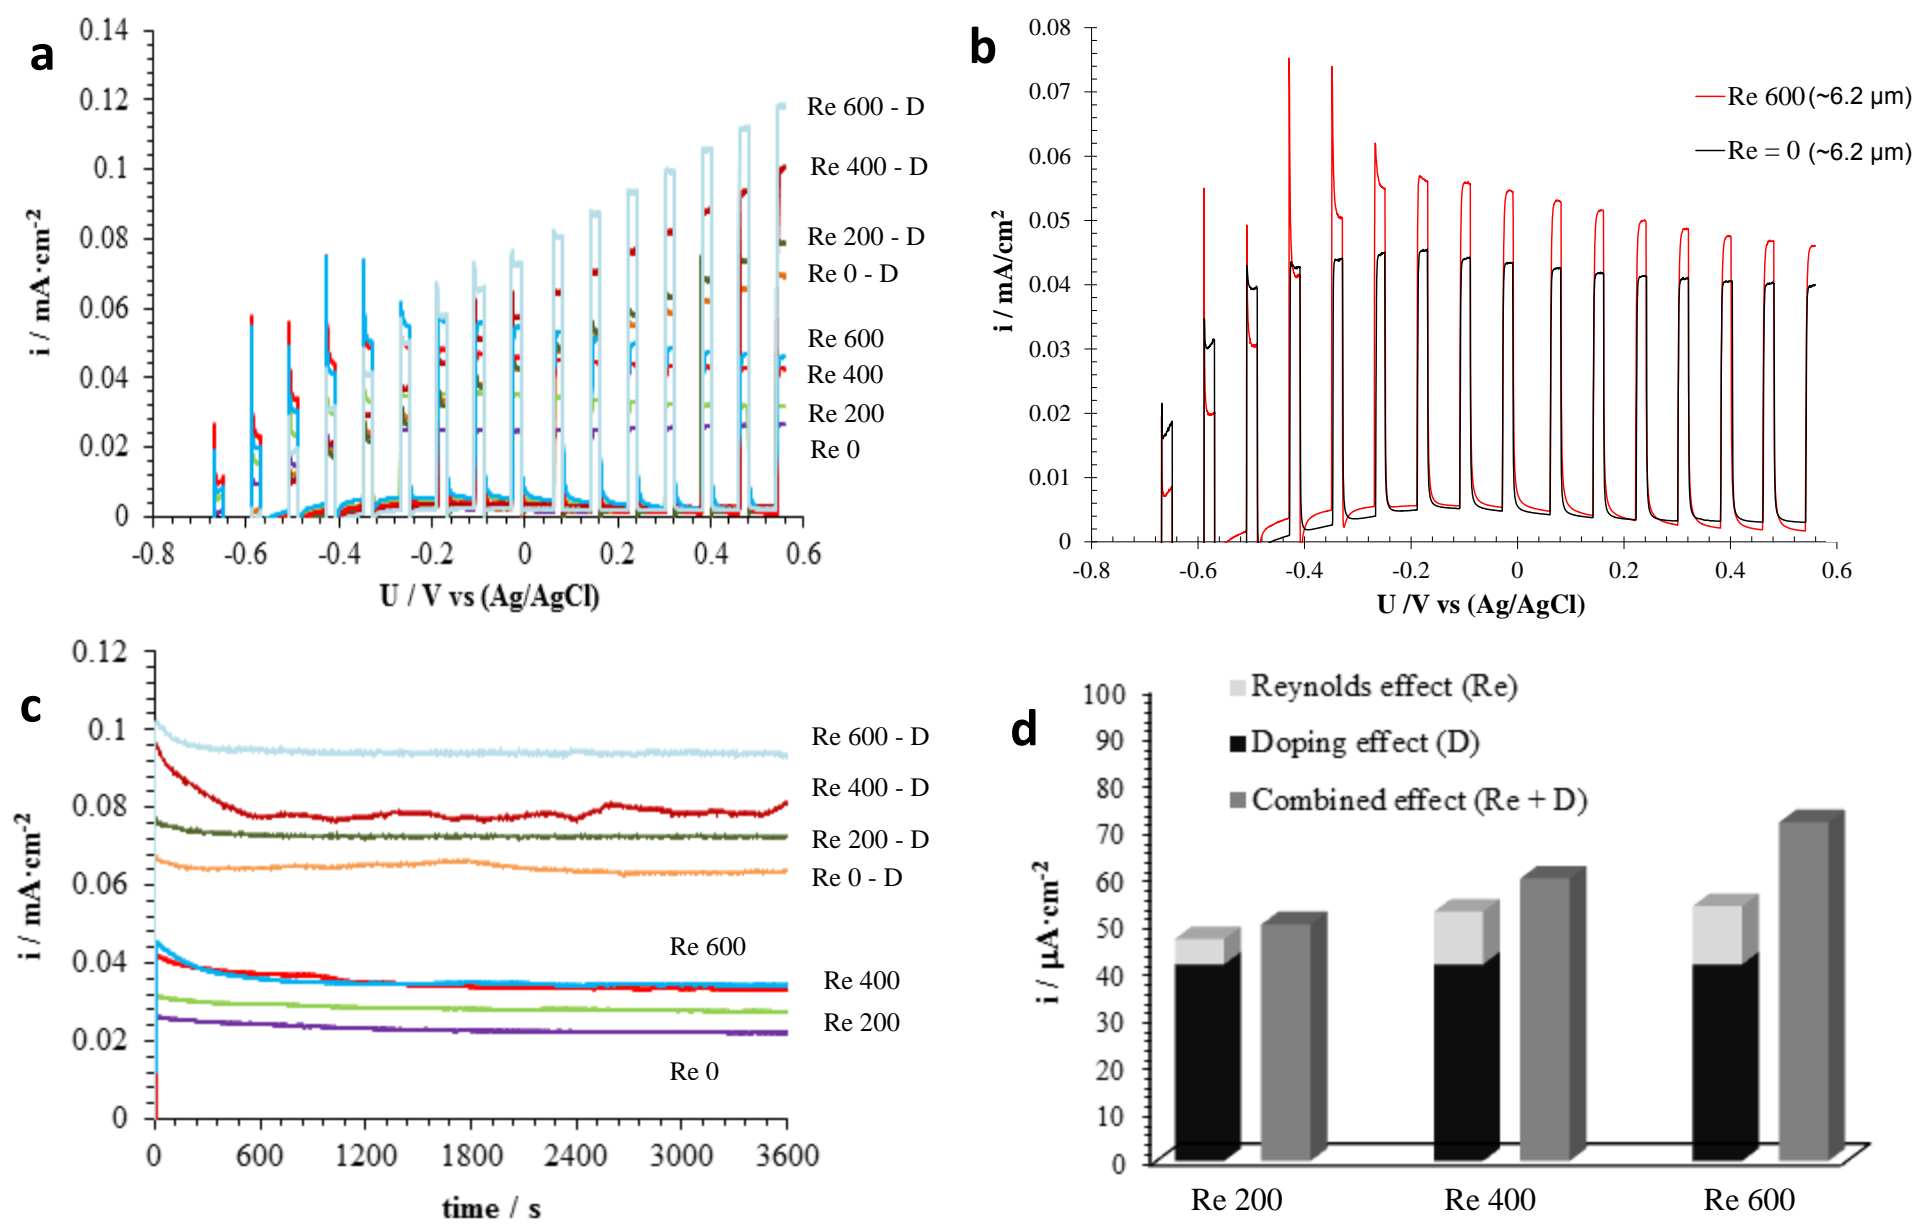 a
0.14
0.12
0.1
0.08
0.06
0.04
0.02
0
-0.8
-0.6
-0.4
-0.2
0
0.2
0.4
0.6
i / mA·cm-2
U / V vs (Ag/AgCl)
Re 600 - D
Re 400 - D
Re 200 - D
Re 0 - D
Re 600
Re 400
Re 200
Re 0
b
0.08
0.07
0.06
0.05
0.04
0.03
0.02
0.01
0
-0.8
-0.6
-0.4
-0.2
0
0.2
0.4
0.6
i / mA/cm2
U /V vs (Ag/AgCl)
Re 600 (~6.2 µm)
Re = 0 (~6.2 µm)
c
0.12
0.1
0.08
0.06
0.04
0.02
0
0
600
1200
1800
2400
3000
3600
i / mA·cm-2
time / s
Re 600 - D
Re 400 - D
Re 200 - D
Re 0 - D
Re 600
Re 400
Re 200
Re 0
d
100
90
80
70
60
50
40
30
20
10
0
i / µA·cm-2
Reynolds effect (Re)
Doping effect (D)
Combined effect (Re + D)
Re 200
Re 400
Re 600